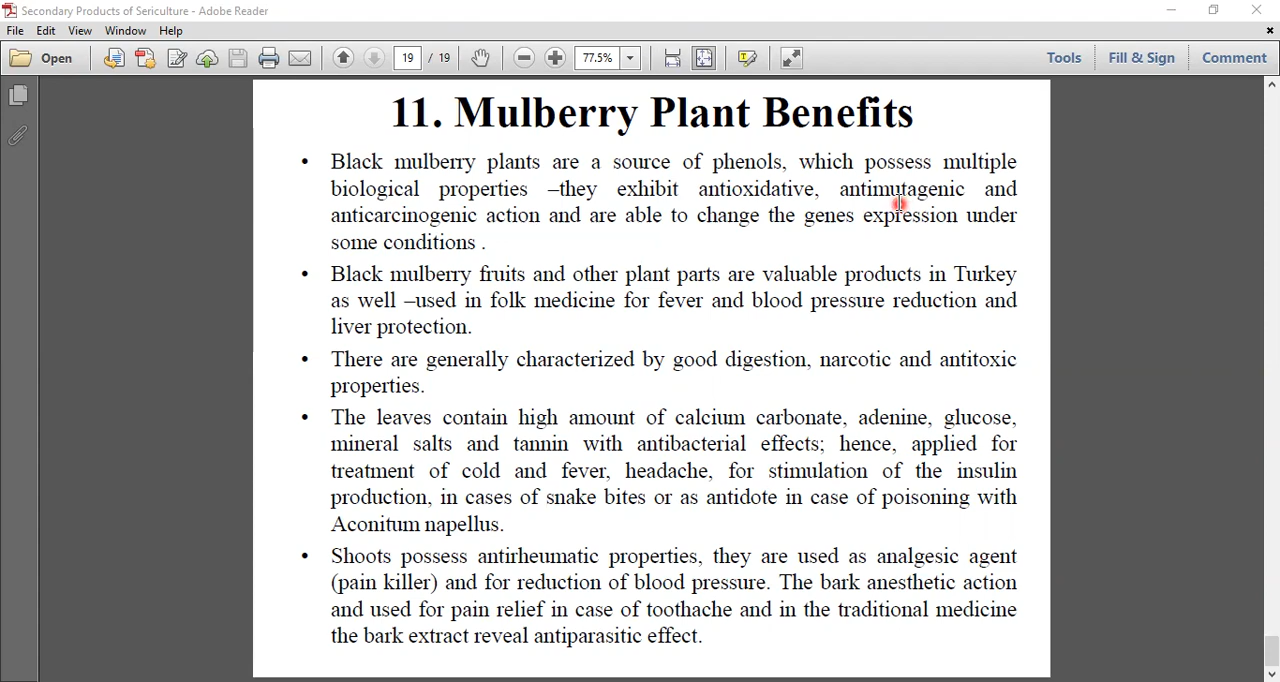 Secondary Products of Sericulture - Adobe Reader
File Edit View Window Help
Open 19 / 19 77.5% Tools Fill & Sign Comment
11. Mulberry Plant Benefits
• Black mulberry plants are a source of phenols, which possess multiple
biological properties –they exhibit antioxidative, antimutagenic and
anticarcinogenic action and are able to change the genes expression under
some conditions .
• Black mulberry fruits and other plant parts are valuable products in Turkey
as well –used in folk medicine for fever and blood pressure reduction and
liver protection.
• There are generally characterized by good digestion, narcotic and antitoxic
properties.
• The leaves contain high amount of calcium carbonate, adenine, glucose,
mineral salts and tannin with antibacterial effects; hence, applied for
treatment of cold and fever, headache, for stimulation of the insulin
production, in cases of snake bites or as antidote in case of poisoning with
Aconitum napellus.
• Shoots possess antirheumatic properties, they are used as analgesic agent
(pain killer) and for reduction of blood pressure. The bark anesthetic action
and used for pain relief in case of toothache and in the traditional medicine
the bark extract reveal antiparasitic effect.